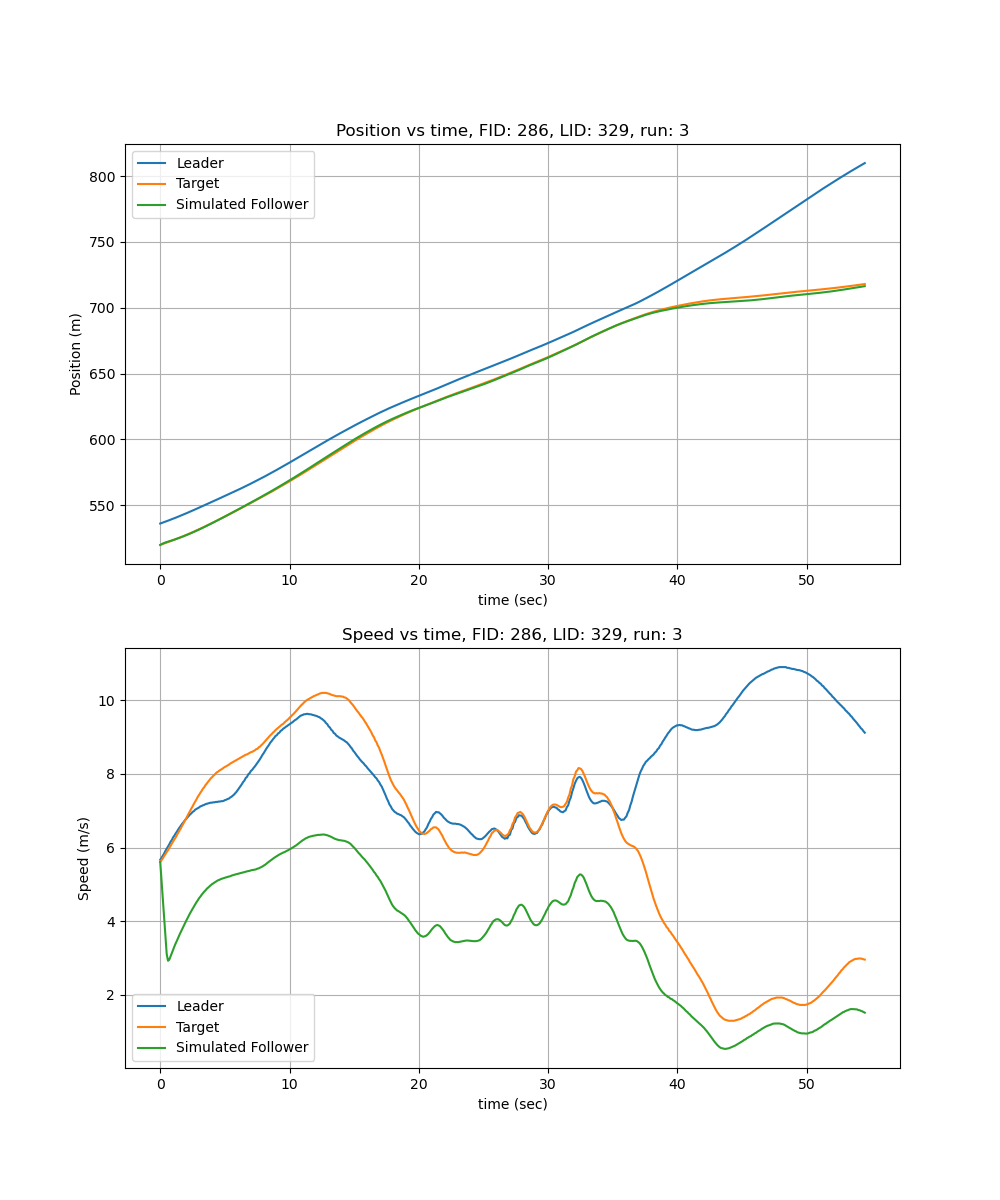 Position vs time, FID: 286, LID: 329, run: 3
Leader
Target
Simulated Follower
800
750
700
650
600
550
Position (m)
0 10 20 30 40 50
time (sec)
Speed vs time, FID: 286, LID: 329, run: 3
10
8
6
4
2
Speed (m/s)
Leader
Target
Simulated Follower
0 10 20 30 40 50
time (sec)